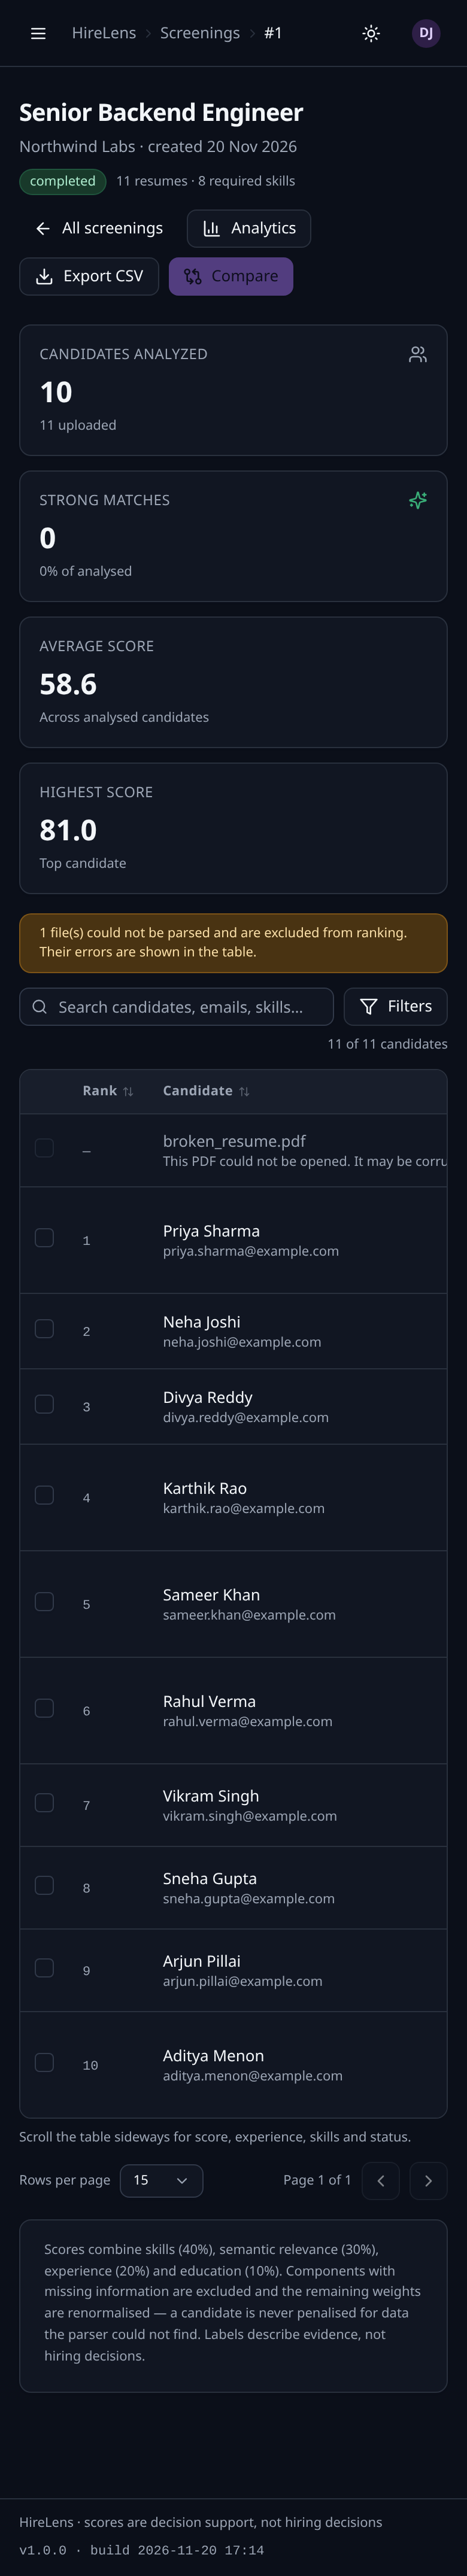 HireLens > Screenings > #1
DJ
Senior Backend Engineer
Northwind Labs · created 20 Nov 2026
completed 11 resumes · 8 required skills
All screenings Analytics
Export CSV Compare
CANDIDATES ANALYZED
10
11 uploaded
STRONG MATCHES
0
0% of analysed
AVERAGE SCORE
58.6
Across analysed candidates
HIGHEST SCORE
81.0
Top candidate
1 file(s) could not be parsed and are excluded from ranking.
Their errors are shown in the table.
Search candidates, emails, skills... Filters
11 of 11 candidates
Rank Candidate
— broken_resume.pdf
This PDF could not be opened. It may be corru
1 Priya Sharma
priya.sharma@example.com
2 Neha Joshi
neha.joshi@example.com
3 Divya Reddy
divya.reddy@example.com
4 Karthik Rao
karthik.rao@example.com
5 Sameer Khan
sameer.khan@example.com
6 Rahul Verma
rahul.verma@example.com
7 Vikram Singh
vikram.singh@example.com
8 Sneha Gupta
sneha.gupta@example.com
9 Arjun Pillai
arjun.pillai@example.com
10 Aditya Menon
aditya.menon@example.com
Scroll the table sideways for score, experience, skills and status.
Rows per page 15 Page 1 of 1
Scores combine skills (40%), semantic relevance (30%),
experience (20%) and education (10%). Components with
missing information are excluded and the remaining weights
are renormalised — a candidate is never penalised for data
the parser could not find. Labels describe evidence, not
hiring decisions.
HireLens · scores are decision support, not hiring decisions
v1.0.0 · build 2026-11-20 17:14